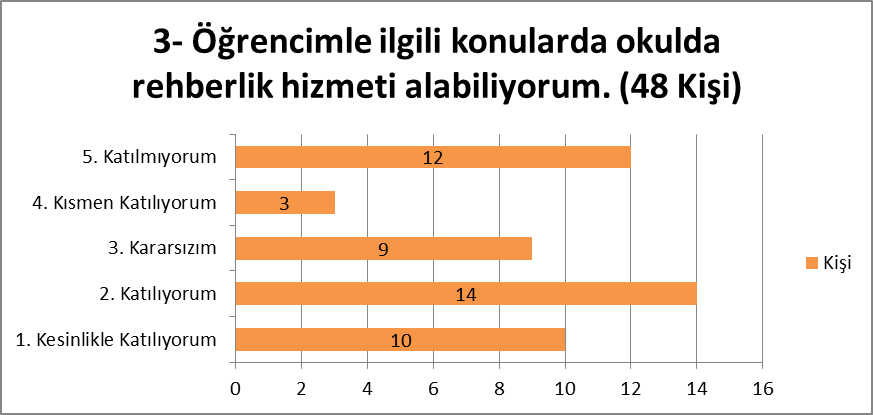 3- Öğrencimle ilgili konularda okulda
rehberlik hizmeti alabiliyorum. (48 Kişi)
5. Katılmıyorum
12
4. Kısmen Katılıyorum
3
3. Kararsızım
9
2. Katılıyorum
14
1. Kesinlikle Katılıyorum
10
Kişi
0 2 4 6 8 10 12 14 16